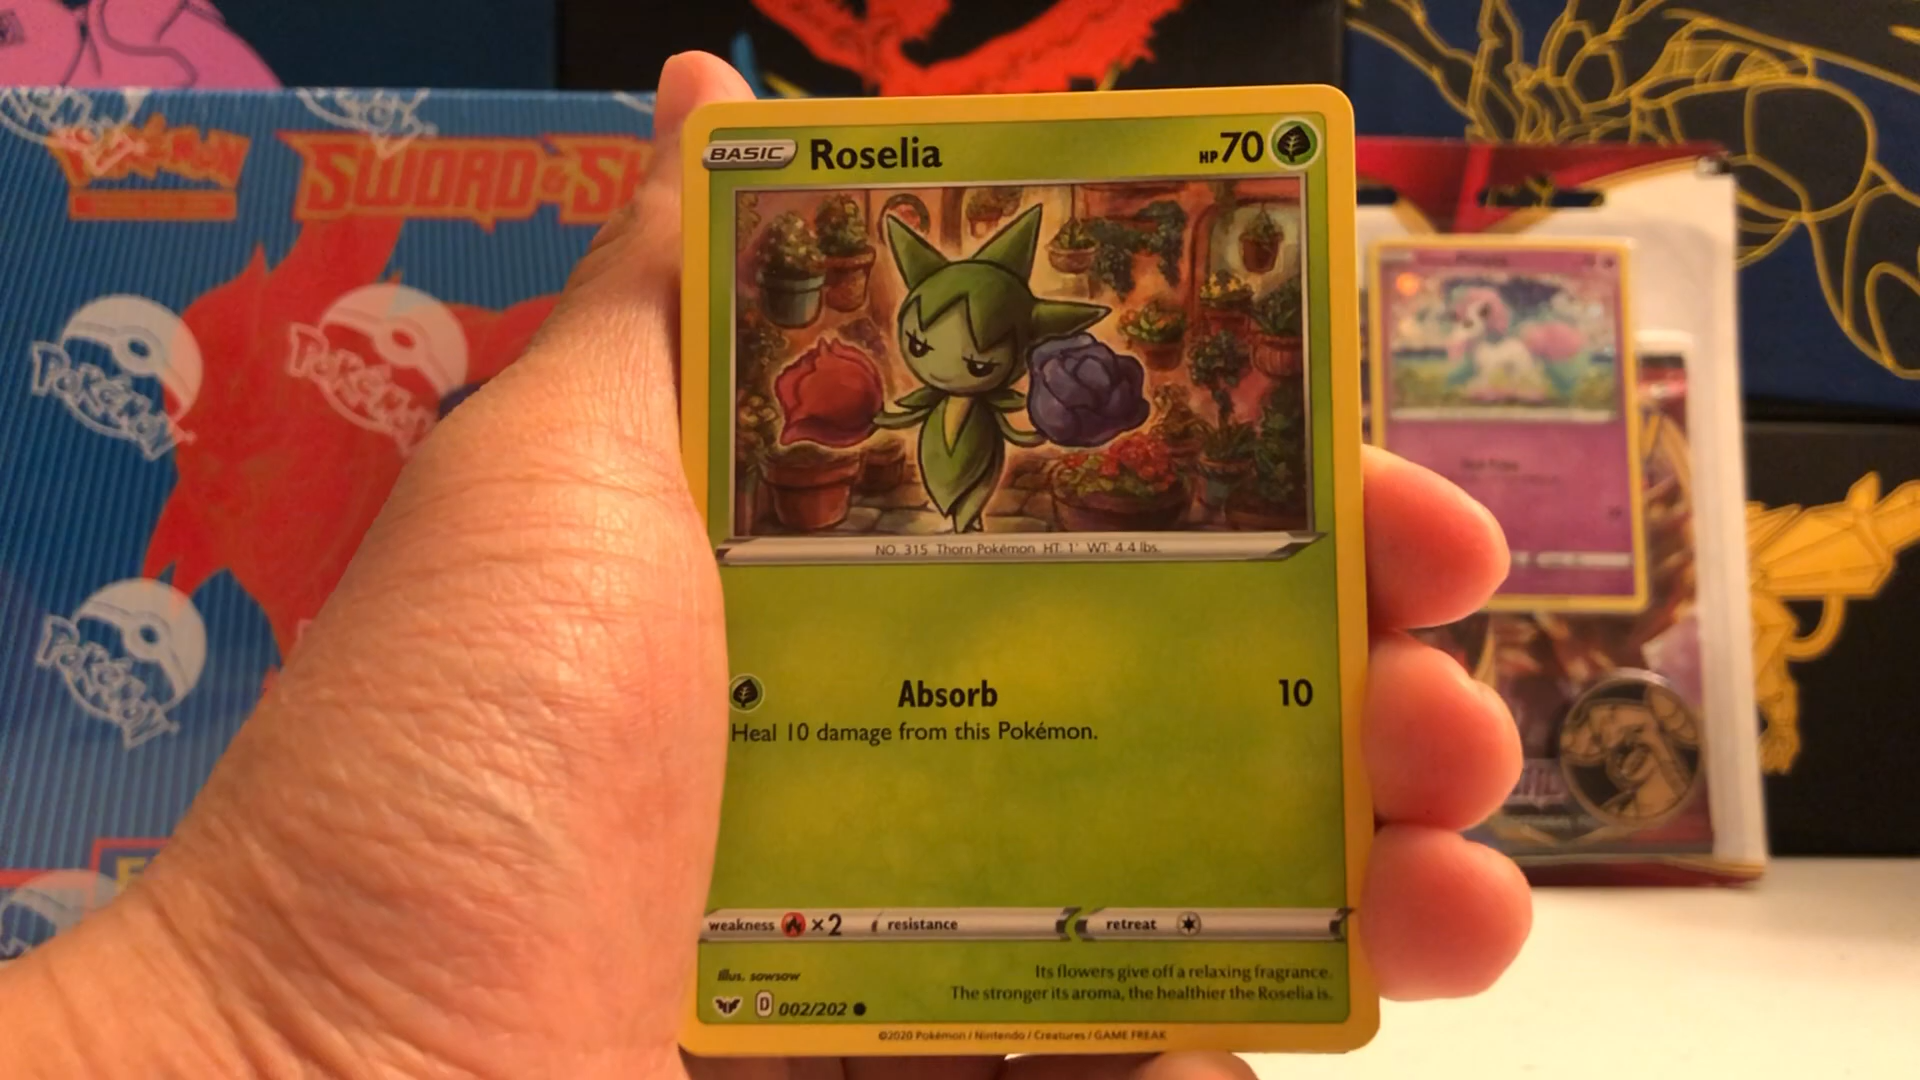 BASIC Roselia HP 70
NO. 315 Thorn Pokémon HT: 1' WT: 4.4 lbs.
Absorb 10
Heal 10 damage from this Pokémon.
weakness ×2 resistance retreat
Illus. sowsow
Its flowers give off a relaxing fragrance.
The stronger its aroma, the healthier the Roselia is.
D 002/202
©2020 Pokémon / Nintendo / Creatures / GAME FREAK
POKÉMON
SWORD & SH
Pokémon
Pokémon
Pokémon